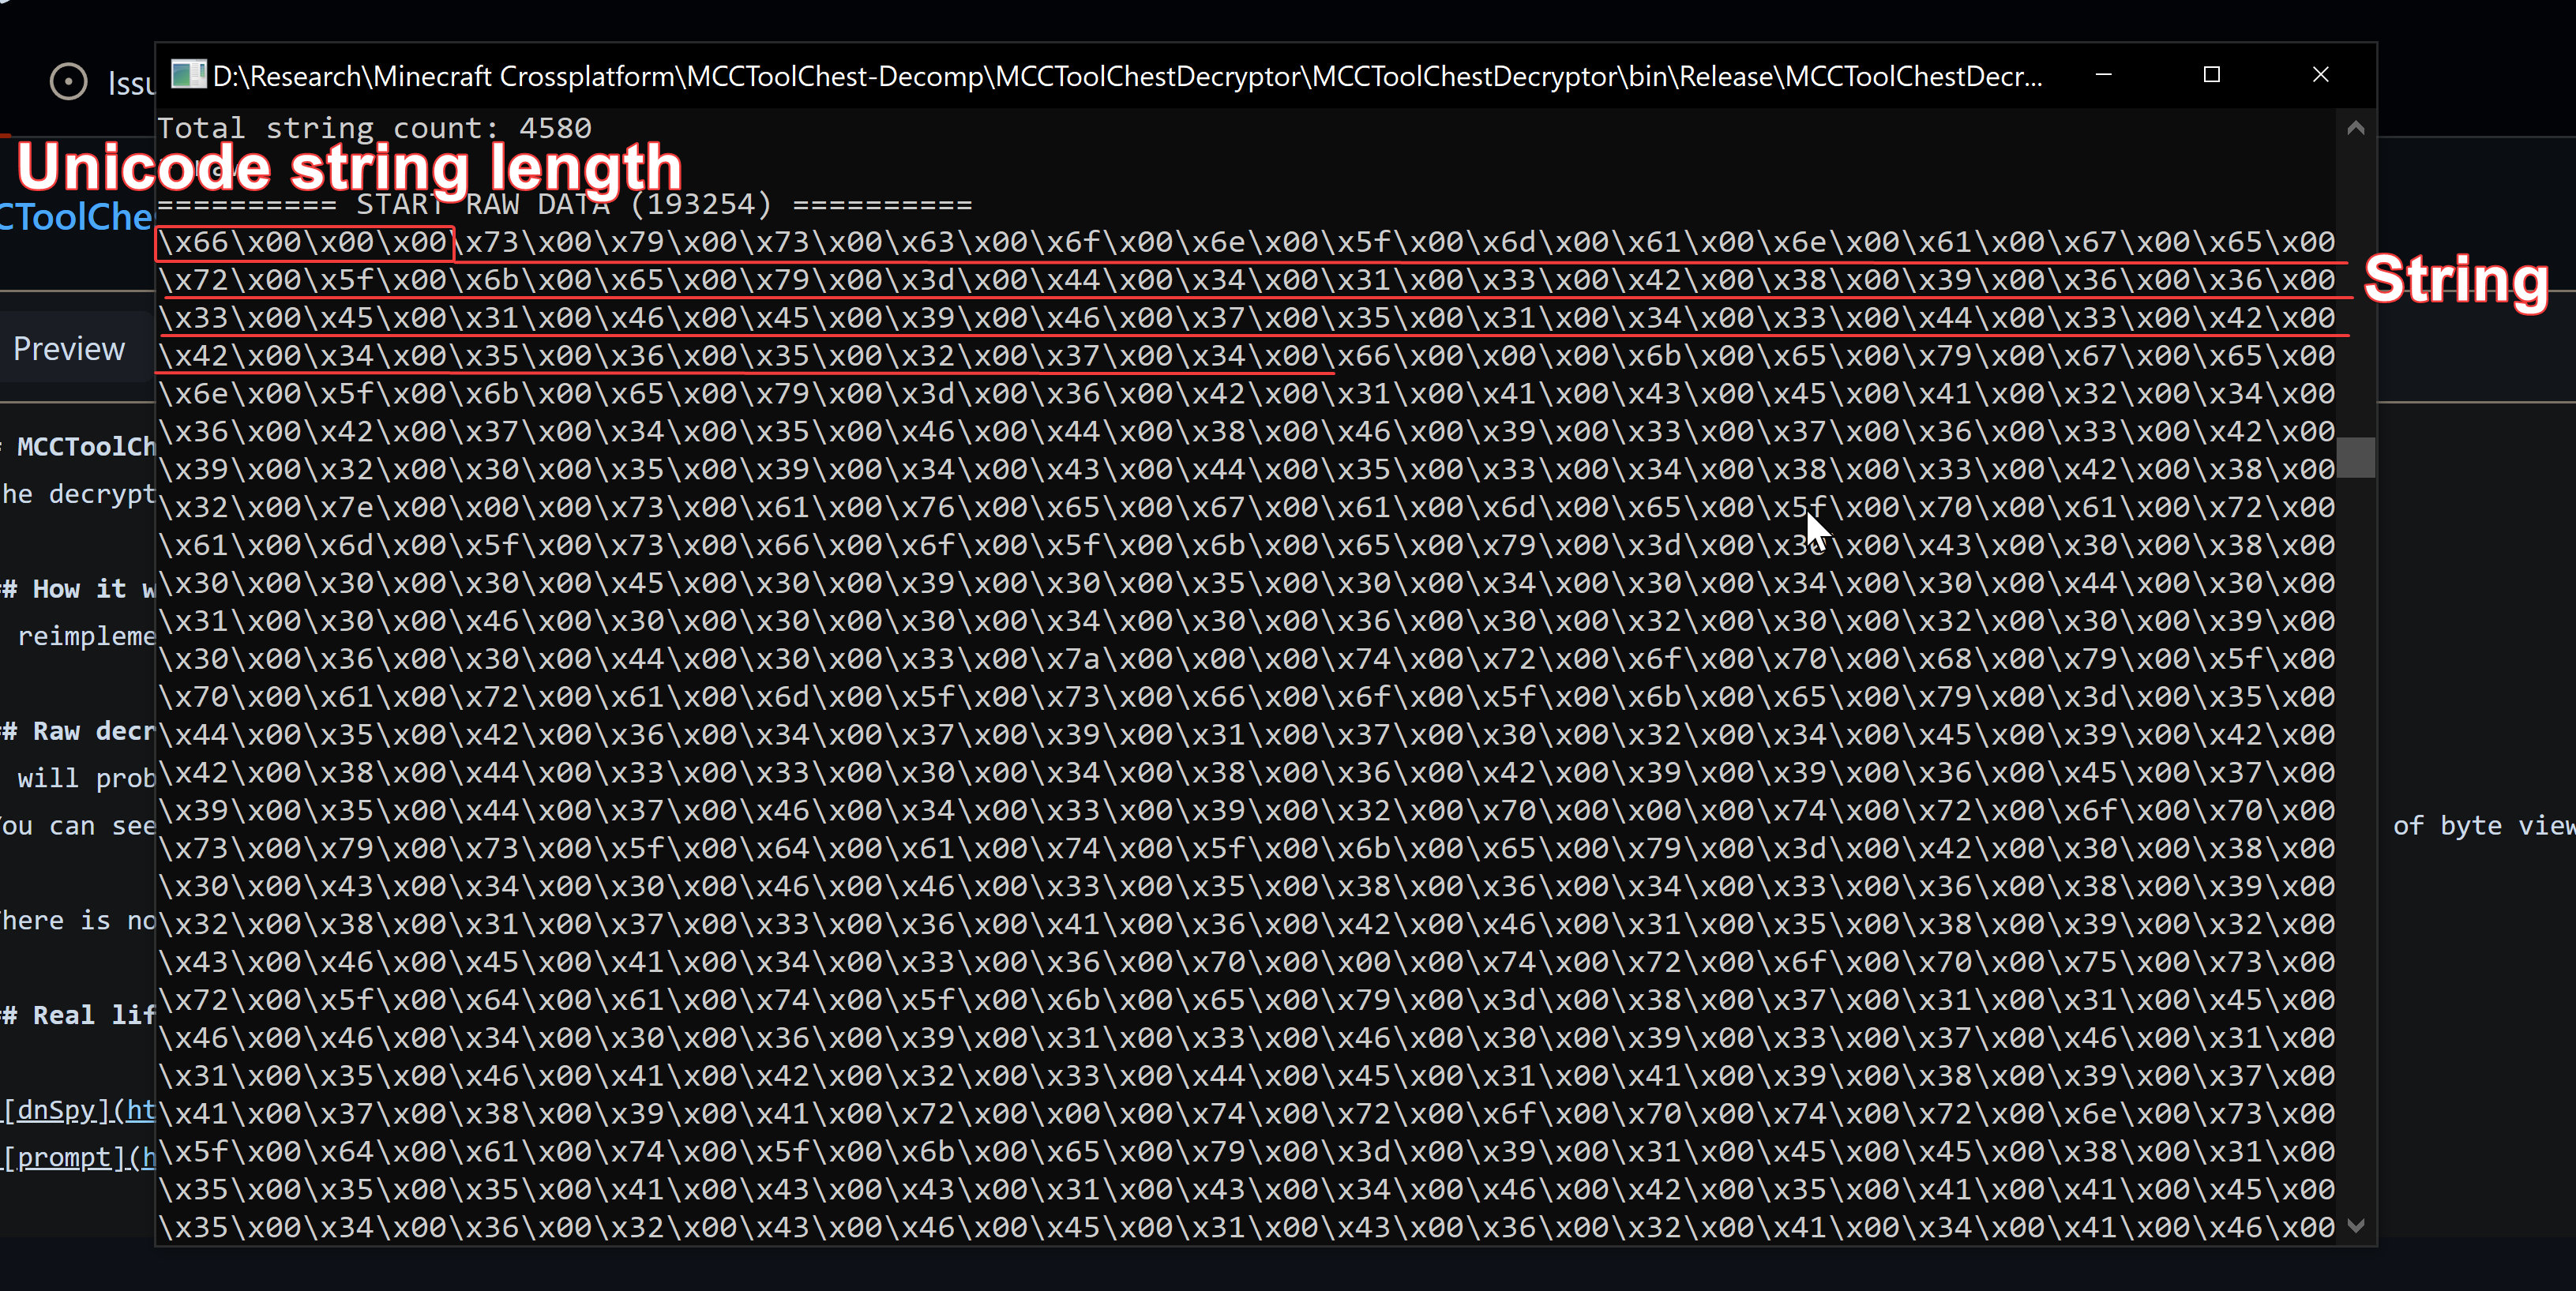 Issu
D:\Research\Minecraft Crossplatform\MCCToolChest-Decomp\MCCToolChestDecryptor\MCCToolChestDecryptor\bin\Release\MCCToolChestDecr...
Total string count: 4580
Unicode string length
CToolChe
========== START RAW DATA (193254) ==========
\x66\x00\x00\x00\x73\x00\x79\x00\x73\x00\x63\x00\x6f\x00\x6e\x00\x5f\x00\x6d\x00\x61\x00\x6e\x00\x61\x00\x67\x00\x65\x00
\x72\x00\x5f\x00\x6b\x00\x65\x00\x79\x00\x3d\x00\x44\x00\x34\x00\x31\x00\x33\x00\x42\x00\x38\x00\x39\x00\x36\x00\x36\x00
String
\x33\x00\x45\x00\x31\x00\x46\x00\x45\x00\x39\x00\x46\x00\x37\x00\x35\x00\x31\x00\x34\x00\x33\x00\x44\x00\x33\x00\x42\x00
Preview
\x42\x00\x34\x00\x35\x00\x36\x00\x35\x00\x32\x00\x37\x00\x34\x00\x66\x00\x00\x00\x6b\x00\x65\x00\x79\x00\x67\x00\x65\x00
\x6e\x00\x5f\x00\x6b\x00\x65\x00\x79\x00\x3d\x00\x36\x00\x42\x00\x31\x00\x41\x00\x43\x00\x45\x00\x41\x00\x32\x00\x34\x00
\x36\x00\x42\x00\x37\x00\x34\x00\x35\x00\x46\x00\x44\x00\x38\x00\x46\x00\x39\x00\x33\x00\x37\x00\x36\x00\x33\x00\x42\x00
# MCCToolCh
\x39\x00\x32\x00\x30\x00\x35\x00\x39\x00\x34\x00\x43\x00\x44\x00\x35\x00\x33\x00\x34\x00\x38\x00\x33\x00\x42\x00\x38\x00
he decrypt
\x32\x00\x7e\x00\x00\x00\x73\x00\x61\x00\x76\x00\x65\x00\x67\x00\x61\x00\x6d\x00\x65\x00\x5f\x00\x70\x00\x61\x00\x72\x00
\x61\x00\x6d\x00\x5f\x00\x73\x00\x66\x00\x6f\x00\x5f\x00\x6b\x00\x65\x00\x79\x00\x3d\x00 \x00\x43\x00\x30\x00\x38\x00
## How it w
\x30\x00\x30\x00\x30\x00\x45\x00\x30\x00\x39\x00\x30\x00\x35\x00\x30\x00\x34\x00\x30\x00\x34\x00\x30\x00\x44\x00\x30\x00
\x31\x00\x30\x00\x46\x00\x30\x00\x30\x00\x30\x00\x34\x00\x30\x00\x36\x00\x30\x00\x32\x00\x30\x00\x32\x00\x30\x00\x39\x00
reimpleme
\x30\x00\x36\x00\x30\x00\x44\x00\x30\x00\x33\x00\x7a\x00\x00\x00\x74\x00\x72\x00\x6f\x00\x70\x00\x68\x00\x79\x00\x5f\x00
\x70\x00\x61\x00\x72\x00\x61\x00\x6d\x00\x5f\x00\x73\x00\x66\x00\x6f\x00\x5f\x00\x6b\x00\x65\x00\x79\x00\x3d\x00\x35\x00
## Raw decr
\x44\x00\x35\x00\x42\x00\x36\x00\x34\x00\x37\x00\x39\x00\x31\x00\x37\x00\x30\x00\x32\x00\x34\x00\x45\x00\x39\x00\x42\x00
\x42\x00\x38\x00\x44\x00\x33\x00\x33\x00\x30\x00\x34\x00\x38\x00\x36\x00\x42\x00\x39\x00\x39\x00\x36\x00\x45\x00\x37\x00
will prob
\x39\x00\x35\x00\x44\x00\x37\x00\x46\x00\x34\x00\x33\x00\x39\x00\x32\x00\x70\x00\x00\x00\x74\x00\x72\x00\x6f\x00\x70\x00
ou can see
of byte view
\x73\x00\x79\x00\x73\x00\x5f\x00\x64\x00\x61\x00\x74\x00\x5f\x00\x6b\x00\x65\x00\x79\x00\x3d\x00\x42\x00\x30\x00\x38\x00
\x30\x00\x43\x00\x34\x00\x30\x00\x46\x00\x46\x00\x33\x00\x35\x00\x38\x00\x36\x00\x34\x00\x33\x00\x36\x00\x38\x00\x39\x00
here is no
\x32\x00\x38\x00\x31\x00\x37\x00\x33\x00\x36\x00\x41\x00\x36\x00\x42\x00\x46\x00\x31\x00\x35\x00\x38\x00\x39\x00\x32\x00
\x43\x00\x46\x00\x45\x00\x41\x00\x34\x00\x33\x00\x36\x00\x70\x00\x00\x00\x74\x00\x72\x00\x6f\x00\x70\x00\x75\x00\x73\x00
\x72\x00\x5f\x00\x64\x00\x61\x00\x74\x00\x5f\x00\x6b\x00\x65\x00\x79\x00\x3d\x00\x38\x00\x37\x00\x31\x00\x31\x00\x45\x00
## Real lif
\x46\x00\x46\x00\x34\x00\x30\x00\x36\x00\x39\x00\x31\x00\x33\x00\x46\x00\x30\x00\x39\x00\x33\x00\x37\x00\x46\x00\x31\x00
\x31\x00\x35\x00\x46\x00\x41\x00\x42\x00\x32\x00\x33\x00\x44\x00\x45\x00\x31\x00\x41\x00\x39\x00\x38\x00\x39\x00\x37\x00
[dnSpy](ht
\x41\x00\x37\x00\x38\x00\x39\x00\x41\x00\x72\x00\x00\x00\x74\x00\x72\x00\x6f\x00\x70\x00\x74\x00\x72\x00\x6e\x00\x73\x00
\x5f\x00\x64\x00\x61\x00\x74\x00\x5f\x00\x6b\x00\x65\x00\x79\x00\x3d\x00\x39\x00\x31\x00\x45\x00\x45\x00\x38\x00\x31\x00
[prompt](h
\x35\x00\x35\x00\x35\x00\x41\x00\x43\x00\x43\x00\x31\x00\x43\x00\x34\x00\x46\x00\x42\x00\x35\x00\x41\x00\x41\x00\x45\x00
\x35\x00\x34\x00\x36\x00\x32\x00\x43\x00\x46\x00\x45\x00\x31\x00\x43\x00\x36\x00\x32\x00\x41\x00\x34\x00\x41\x00\x46\x00